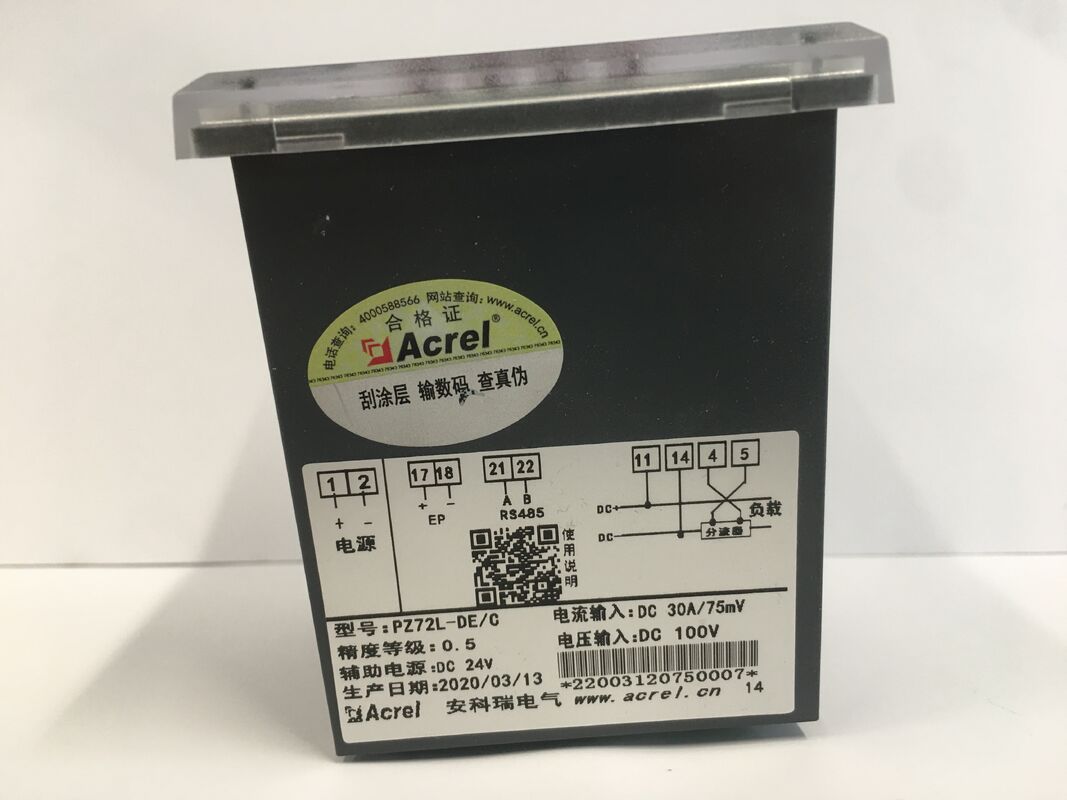 电话查询:4000588566 网站查询:www.acrel.cn
合格证
Acrel®
刮涂层 输数码 查真伪
1 2
+ -
电源
17 18
+ -
EP
21 22
A B
RS485
使用说明
11 14 4 5
DC+
负载
DC-
分流器
型号:PZ72L-DE/C
精度等级:0.5
辅助电源:DC 24V
生产日期:2020/03/13
电流输入:DC 30A/75mV
电压输入:DC 100V
*22003120750007*
Acrel 安科瑞电气 www.acrel.cn 14